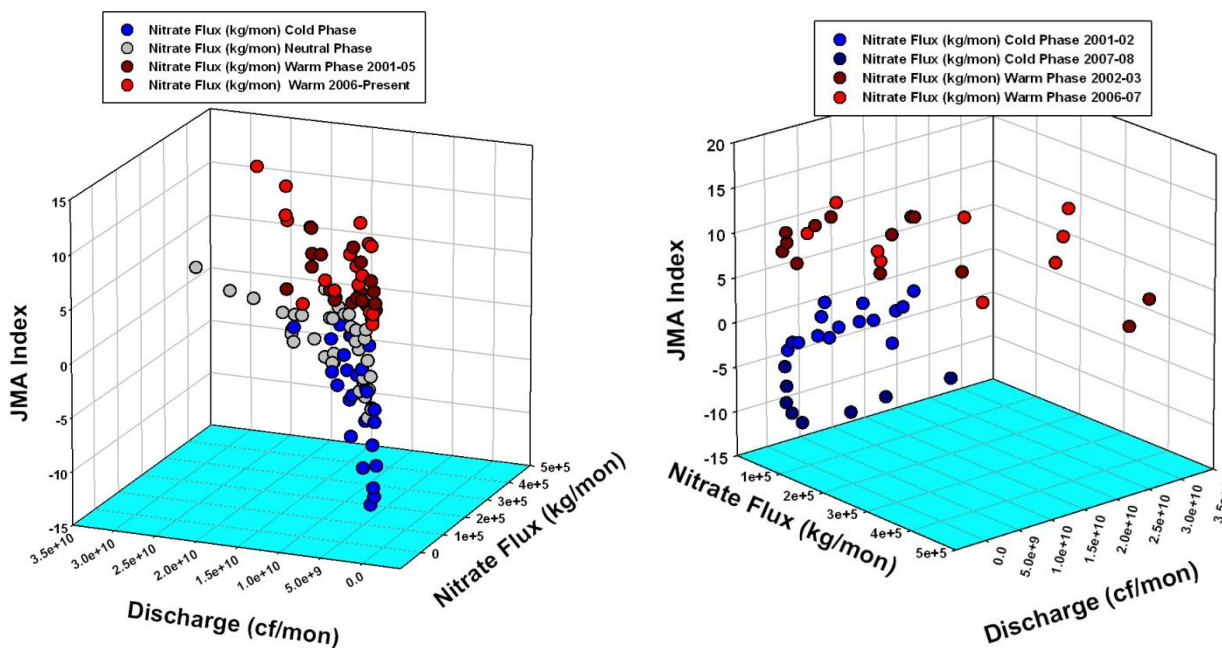 Nitrate Flux (kg/mon) Cold Phase
Nitrate Flux (kg/mon) Neutral Phase
Nitrate Flux (kg/mon) Warm Phase 2001-05
Nitrate Flux (kg/mon) Warm 2006-Present
15
10
5
0
-5
-10
-15
JMA Index
3.5e+10
3.0e+10
2.5e+10
2.0e+10
1.5e+10
1.0e+10
5.0e+9
0.0
Discharge (cf/mon)
5e+5
4e+5
3e+5
2e+5
1e+5
0
Nitrate Flux (kg/mon)
Nitrate Flux (kg/mon) Cold Phase 2001-02
Nitrate Flux (kg/mon) Cold Phase 2007-08
Nitrate Flux (kg/mon) Warm Phase 2002-03
Nitrate Flux (kg/mon) Warm Phase 2006-07
20
15
10
5
0
-5
-10
-15
JMA Index
1e+5
2e+5
3e+5
4e+5
5e+5
Nitrate Flux (kg/mon)
0.0
5.0e+9
1.0e+10
1.5e+10
2.0e+10
2.5e+10
3.0e+10
Discharge (cf/mon)